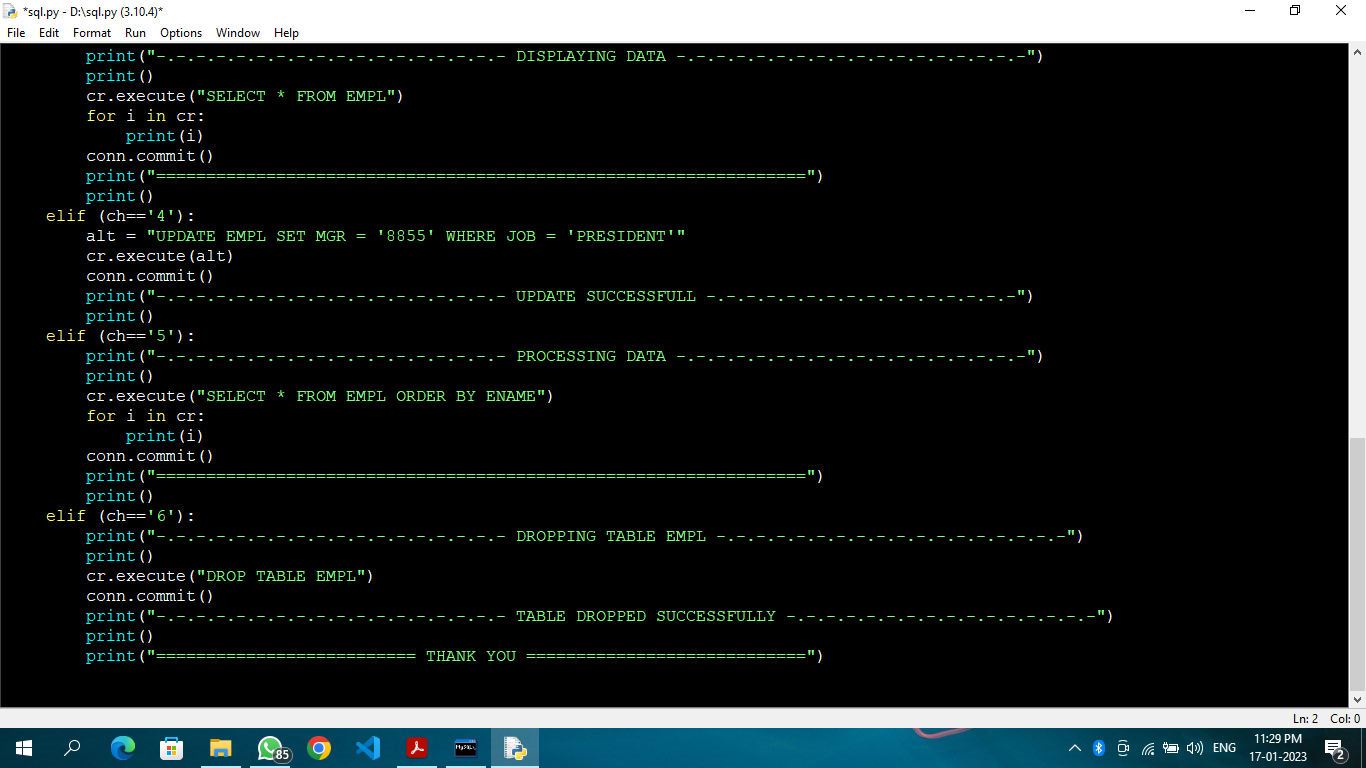 *sql.py - D:\sql.py (3.10.4)*
File Edit Format Run Options Window Help
        print("-.-.-.-.-.-.-.-.-.-.-.-.-.-.-.-.-.- DISPLAYING DATA -.-.-.-.-.-.-.-.-.-.-.-.-.-.-.-.-.-")
        print()
        cr.execute("SELECT * FROM EMPL")
        for i in cr:
            print(i)
        conn.commit()
        print("=================================================================")
        print()
    elif (ch=='4'):
        alt = "UPDATE EMPL SET MGR = '8855' WHERE JOB = 'PRESIDENT'"
        cr.execute(alt)
        conn.commit()
        print("-.-.-.-.-.-.-.-.-.-.-.-.-.-.-.-.-.- UPDATE SUCCESSFULL -.-.-.-.-.-.-.-.-.-.-.-.-.-.-.-")
        print()
    elif (ch=='5'):
        print("-.-.-.-.-.-.-.-.-.-.-.-.-.-.-.-.-.- PROCESSING DATA -.-.-.-.-.-.-.-.-.-.-.-.-.-.-.-.-.-")
        print()
        cr.execute("SELECT * FROM EMPL ORDER BY ENAME")
        for i in cr:
            print(i)
        conn.commit()
        print("=================================================================")
        print()
    elif (ch=='6'):
        print("-.-.-.-.-.-.-.-.-.-.-.-.-.-.-.-.-.- DROPPING TABLE EMPL -.-.-.-.-.-.-.-.-.-.-.-.-.-.-.-.-.-")
        print()
        cr.execute("DROP TABLE EMPL")
        conn.commit()
        print("-.-.-.-.-.-.-.-.-.-.-.-.-.-.-.-.-.- TABLE DROPPED SUCCESSFULLY -.-.-.-.-.-.-.-.-.-.-.-.-.-.-.-")
        print()
        print("========================== THANK YOU ============================")
Ln: 2 Col: 0
85
MySQL
ENG
11:29 PM
17-01-2023
2